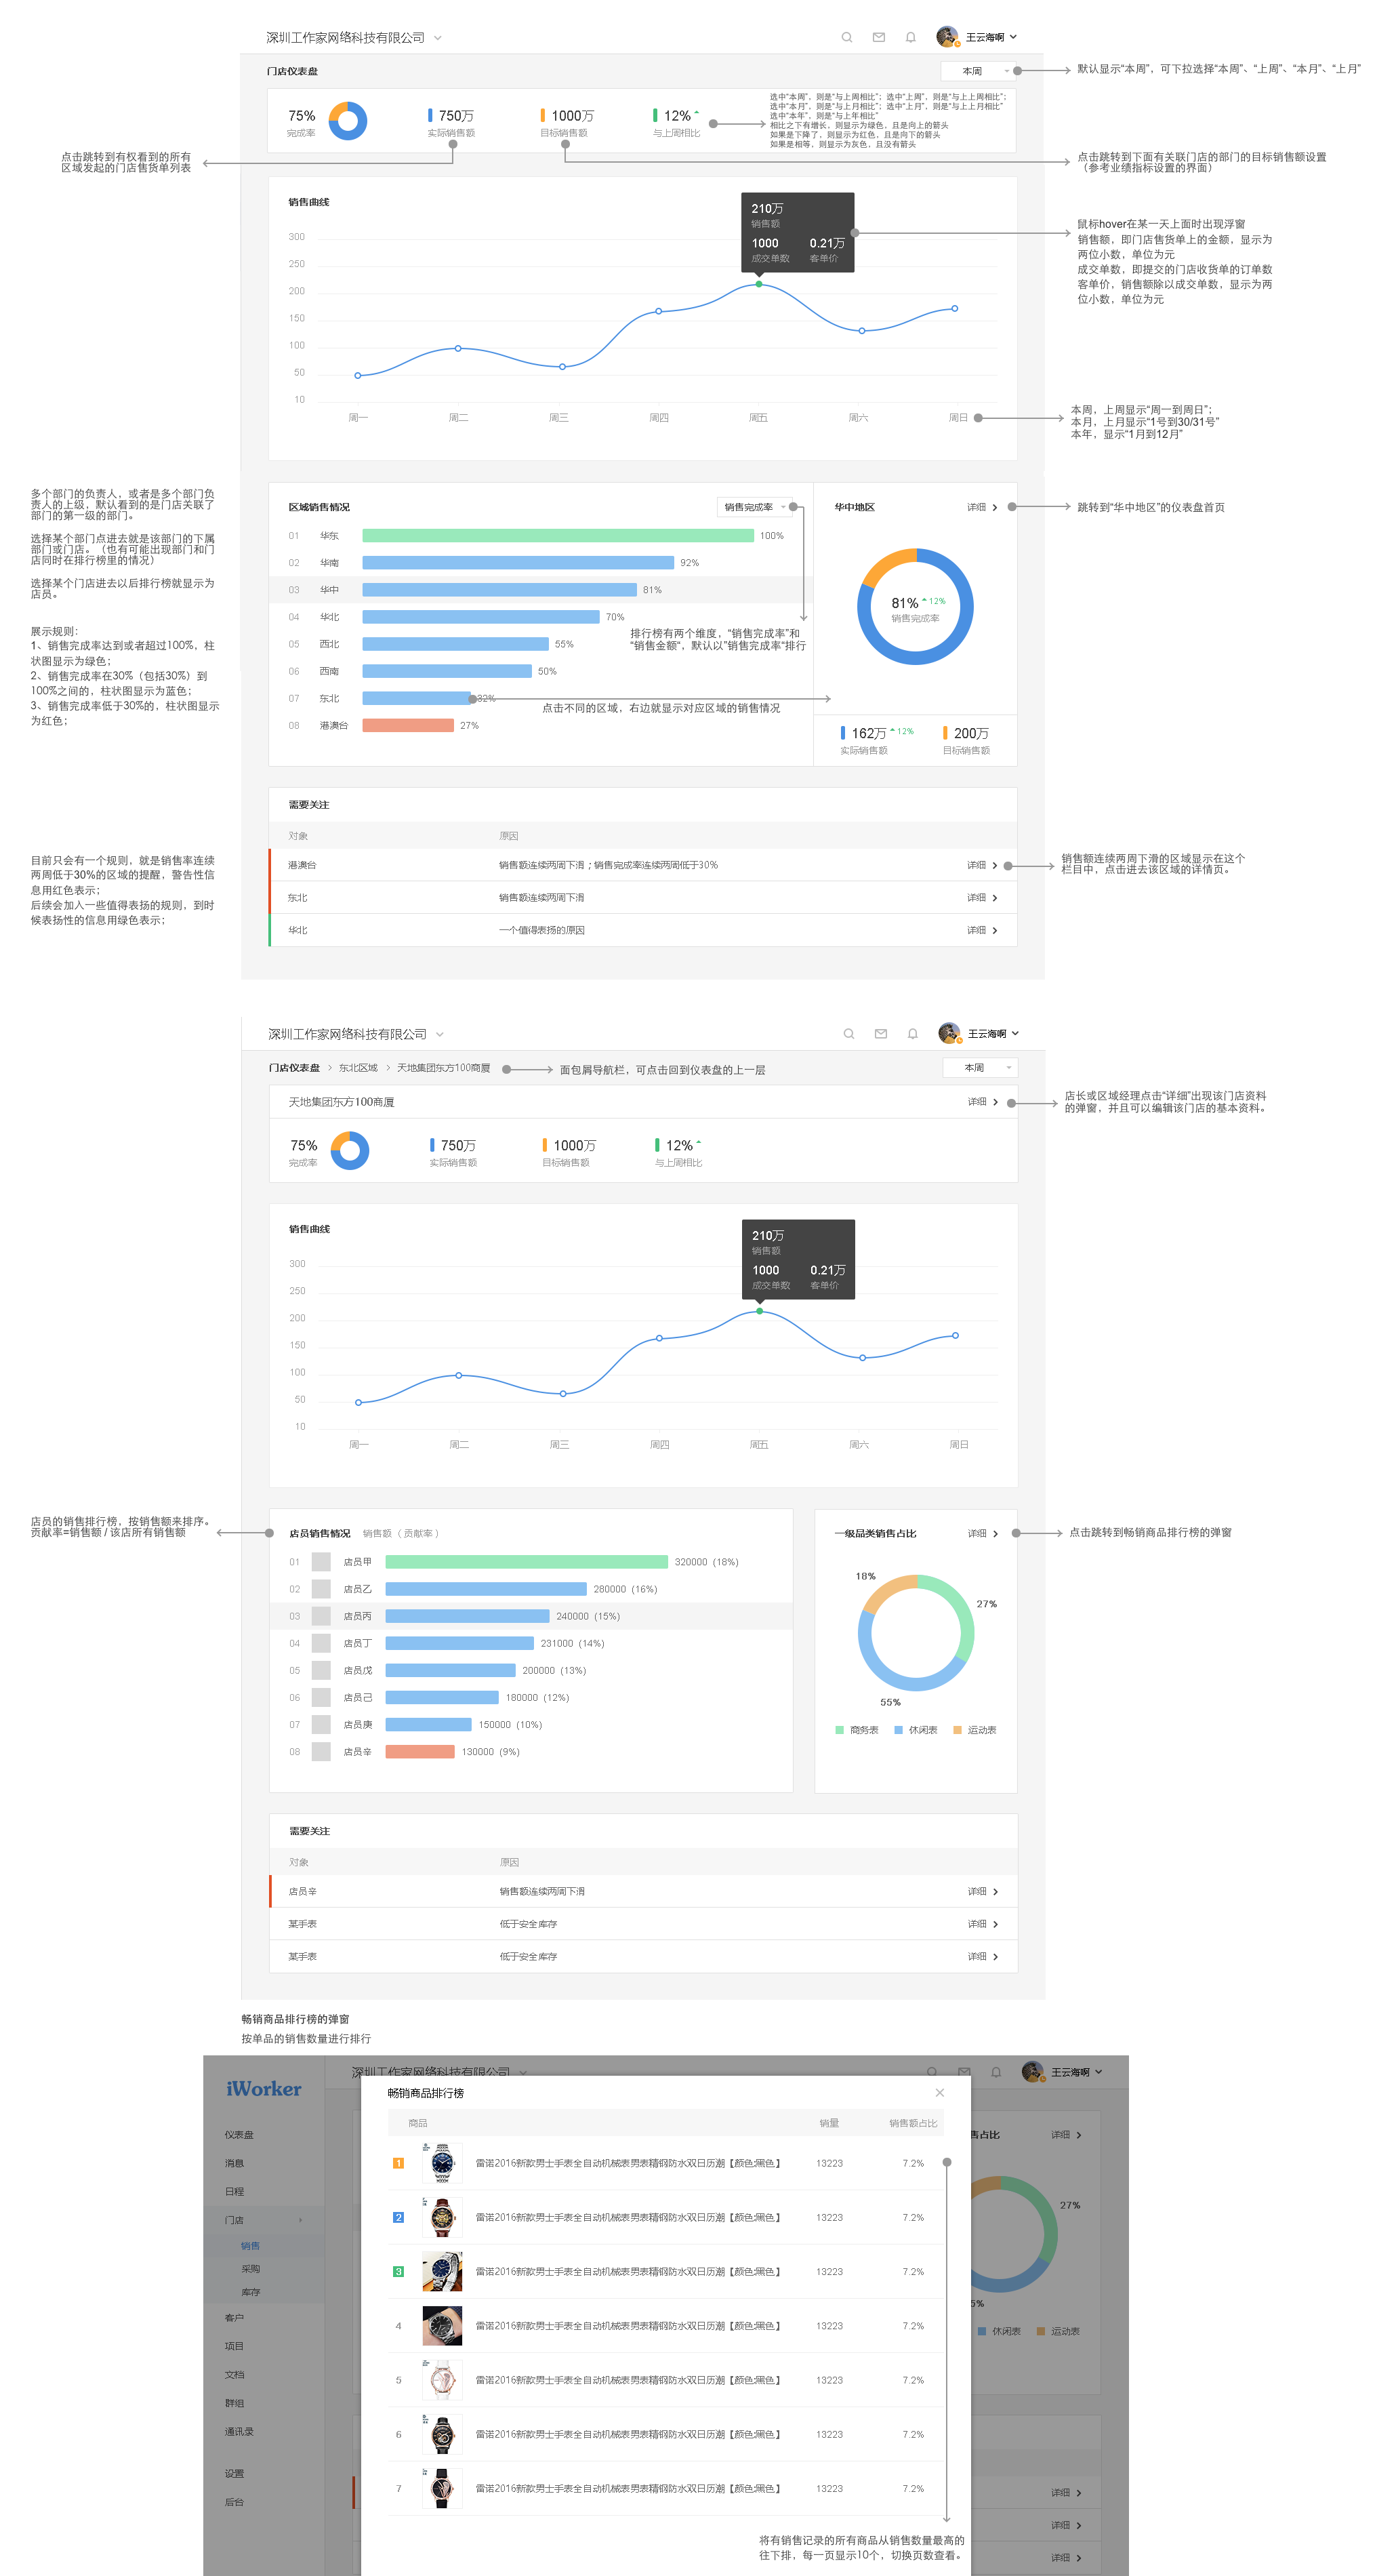 深圳工作家网络科技有限公司
王云海啊
门店仪表盘
本周
默认显示“本周”，可下拉选择“本周”、“上周”、“本月”、“上月”
75%
完成率
750万
实际销售额
1000万
目标销售额
12%
与上周相比
选中“本周”，则是“与上周相比”；选中“上周”，则是“与上上周相比”；
选中“本月”，则是“与上月相比”；选中“上月”，则是“与上上月相比”
选中“本年”，则是“与上年相比”
相比之下有增长，则显示为绿色，且是向上的箭头
如果是下降了，则显示为红色，且是向下的箭头
如果是相等，则显示为灰色，且没有箭头
点击跳转到有权看到的所有
区域发起的门店售货单列表
点击跳转到下面有关联门店的部门的目标销售额设置
（参考业绩指标设置的界面）
销售曲线
210万
销售额
1000
0.21万
成交单数
客单价
300
250
200
150
100
50
10
周一
周二
周三
周四
周五
周六
周日
鼠标hover在某一天上面时出现浮窗
销售额，即门店售货单上的金额，显示为
两位小数，单位为元
成交单数，即提交的门店收货单的订单数
客单价，销售额除以成交单数，显示为两
位小数，单位为元
本周，上周显示“周一到周日”；
本月，上月显示“1号到30/31号”
本年，显示“1月到12月”
多个部门的负责人，或者是多个部门负
责人的上级，默认看到的是门店关联了
部门的第一级的部门。
选择某个部门点进去就是该部门的下属
部门或门店。（也有可能出现部门和门
店同时在排行榜里的情况）
选择某个门店进去以后排行榜就显示为
店员。
展示规则：
1、销售完成率达到或者超过100%，柱
状图显示为绿色；
2、销售完成率在30%（包括30%）到
100%之间的，柱状图显示为蓝色；
3、销售完成率低于30%的，柱状图显示
为红色；
区域销售情况
销售完成率
01 华东 100%
02 华南 92%
03 华中 81%
04 华北 70%
05 西北 55%
06 西南 50%
07 东北 32%
08 港澳台 27%
排行榜有两个维度，“销售完成率”和
“销售金额“，默认以”销售完成率“排行
点击不同的区域，右边就显示对应区域的销售情况
华中地区
详细
跳转到“华中地区”的仪表盘首页
81% 12%
销售完成率
162万 12%
实际销售额
200万
目标销售额
需要关注
对象 原因
港澳台 销售额连续两周下滑；销售完成率连续两周低于30% 详细
东北 销售额连续两周下滑 详细
华北 一个值得表扬的原因 详细
目前只会有一个规则，就是销售率连续
两周低于30%的区域的提醒，警告性信
息用红色表示；
后续会加入一些值得表扬的规则，到时
候表扬性的信息用绿色表示；
销售额连续两周下滑的区域显示在这个
栏目中，点击进去该区域的详情页。
深圳工作家网络科技有限公司
王云海啊
门店仪表盘 东北区域 天地集团东方100商厦
面包屑导航栏，可点击回到仪表盘的上一层
本周
天地集团东方100商厦
详细
店长或区域经理点击“详细”出现该门店资料
的弹窗，并且可以编辑该门店的基本资料。
75%
完成率
750万
实际销售额
1000万
目标销售额
12%
与上周相比
销售曲线
210万
销售额
1000
0.21万
成交单数
客单价
300
250
200
150
100
50
10
周一
周二
周三
周四
周五
周六
周日
店员的销售排行榜，按销售额来排序。
贡献率=销售额 / 该店所有销售额
店员销售情况 销售额（贡献率）
01 店员甲 320000 (18%)
02 店员乙 280000 (16%)
03 店员丙 240000 (15%)
04 店员丁 231000 (14%)
05 店员戊 200000 (13%)
06 店员己 180000 (12%)
07 店员庚 150000 (10%)
08 店员辛 130000 (9%)
一级品类销售占比
详细
点击跳转到畅销商品排行榜的弹窗
18%
27%
55%
商务表 休闲表 运动表
需要关注
对象 原因
店员辛 销售额连续两周下滑 详细
某手表 低于安全库存 详细
某手表 低于安全库存 详细
畅销商品排行榜的弹窗
按单品的销售数量进行排行
iWorker
深圳工作家网络科技有限公司
王云海啊
仪表盘
消息
日程
门店
销售
采购
库存
客户
项目
文档
群组
通讯录
设置
后台
畅销商品排行榜
商品 销量 销售额占比
1 雷诺2016新款男士手表全自动机械表男表精钢防水双日历潮【颜色:黑色】 13223 7.2%
2 雷诺2016新款男士手表全自动机械表男表精钢防水双日历潮【颜色:黑色】 13223 7.2%
3 雷诺2016新款男士手表全自动机械表男表精钢防水双日历潮【颜色:黑色】 13223 7.2%
4 雷诺2016新款男士手表全自动机械表男表精钢防水双日历潮【颜色:黑色】 13223 7.2%
5 雷诺2016新款男士手表全自动机械表男表精钢防水双日历潮【颜色:黑色】 13223 7.2%
6 雷诺2016新款男士手表全自动机械表男表精钢防水双日历潮【颜色:黑色】 13223 7.2%
7 雷诺2016新款男士手表全自动机械表男表精钢防水双日历潮【颜色:黑色】 13223 7.2%
将有销售记录的所有商品从销售数量最高的
往下排，每一页显示10个，切换页数查看。
售占比
详细
27%
5%
休闲表 运动表
详细
详细
详细